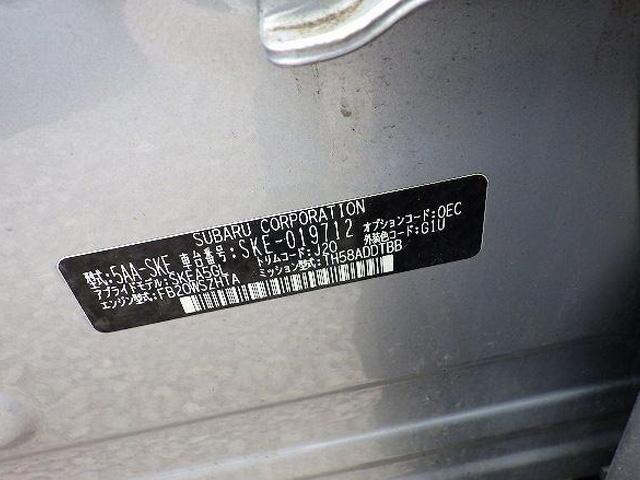 SUBARU CORPORATION
型式:5AA-SKE 車台番号:SKE-019712 オプションコード:OEC
アプライドモデル:SKEA5GL トリムコード:J20 外装色コード:G1U
エンジン型式:FB20WSZHTA ミッション型式:TH58ADDTBB